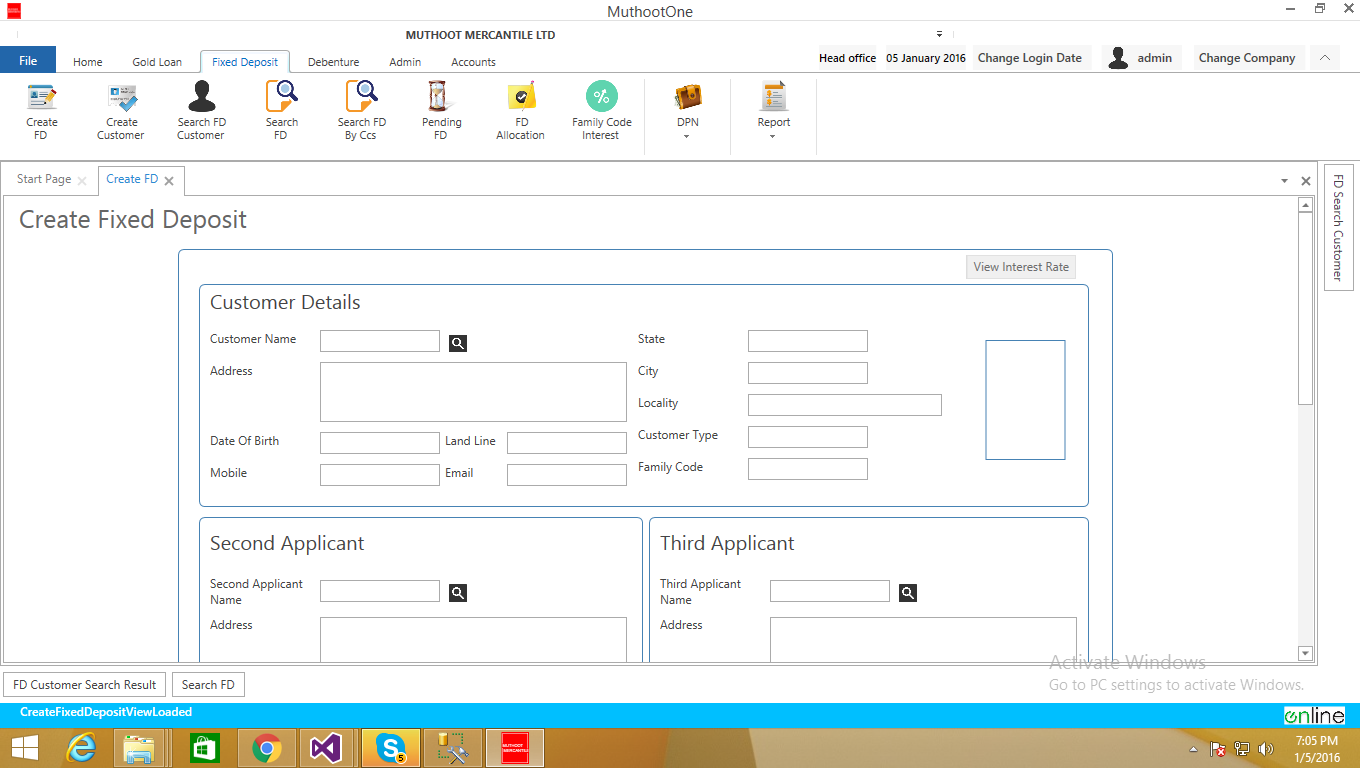 MuthootOne
MUTHOOT MERCANTILE LTD
File Home Gold Loan Fixed Deposit Debenture Admin Accounts Head office 05 January 2016 Change Login Date admin Change Company
Create FD
Create Customer
Search FD Customer
Search FD
Search FD By Ccs
Pending FD
FD Allocation
Family Code Interest
DPN
Report
Start Page Create FD
FD Search Customer
Create Fixed Deposit
View Interest Rate
Customer Details
Customer Name
State
Address
City
Locality
Date Of Birth Land Line
Customer Type
Mobile Email
Family Code
Second Applicant
Second Applicant
Name
Address
Third Applicant
Third Applicant
Name
Address
Activate Windows
Go to PC settings to activate Windows.
FD Customer Search Result Search FD
CreateFixedDepositViewLoaded
online
5
MUTHOOT
7:05 PM
1/5/2016